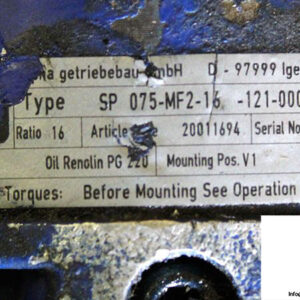 getriebebau GmbH D - 97999 Ige
Type SP 075-MF2-16 -121-000
Ratio 16 Article 20011694 Serial No
Oil Renolin PG 220 Mounting Pos. V1
Torques: Before Mounting See Operation